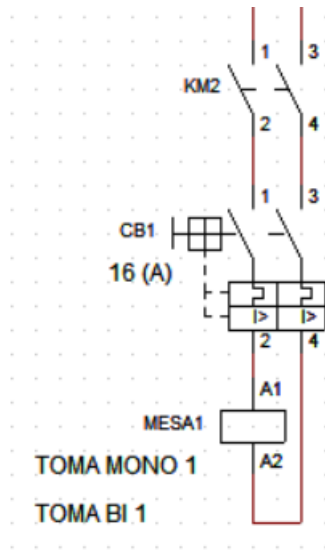 1 3
KM2
2 4
1 3
CB1
16 (A)
I> I>
2 4
A1
MESA1
TOMA MONO 1 A2
TOMA BI 1